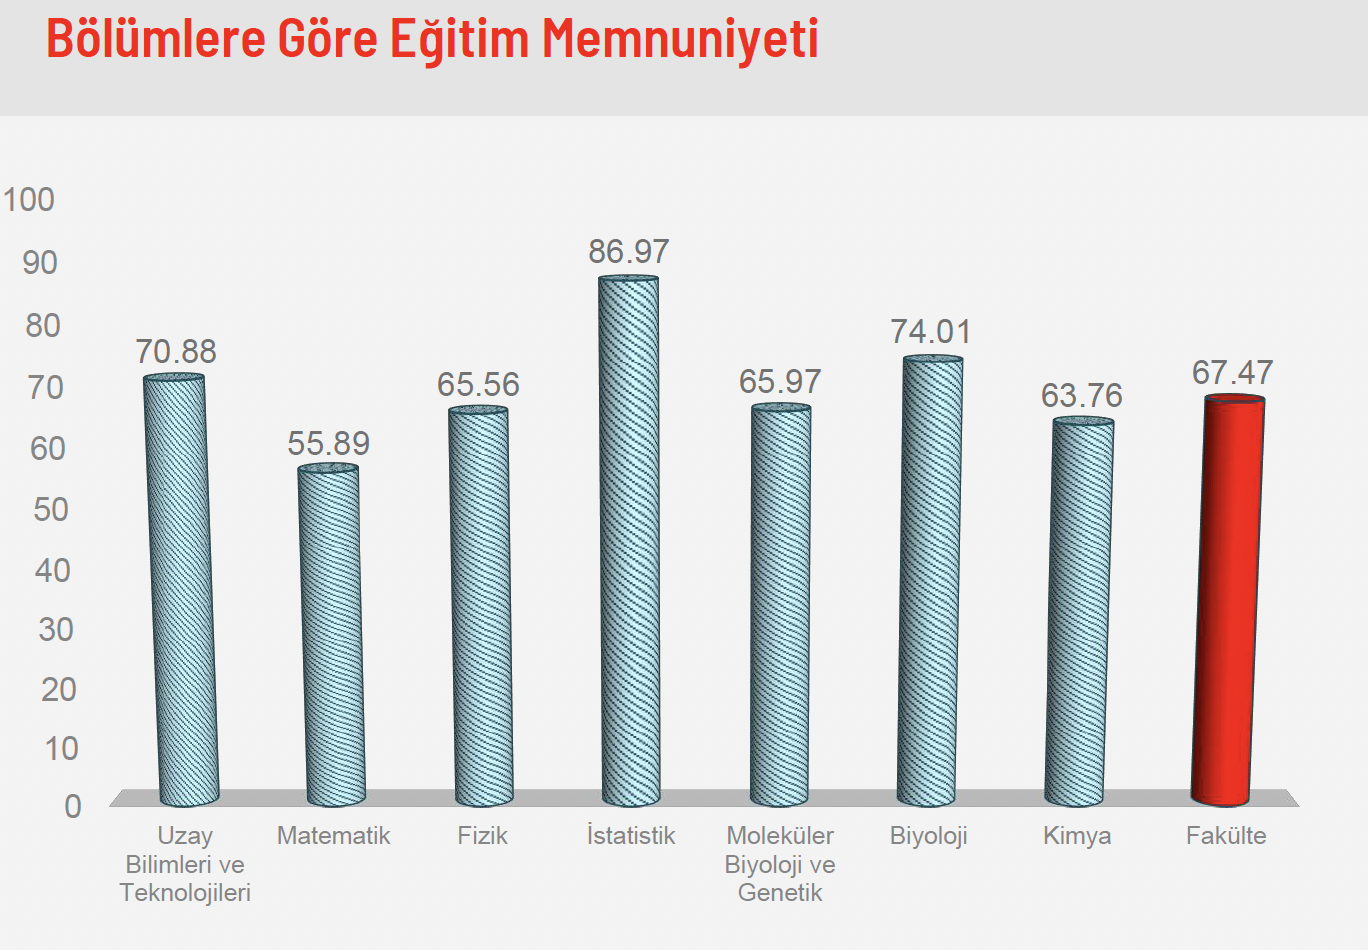 Bölümlere Göre Eğitim Memnuniyeti
100
90
80
70
60
50
40
30
20
10
0
70.88
55.89
65.56
86.97
65.97
74.01
63.76
67.47
Uzay
Bilimleri ve
Teknolojileri
Matematik
Fizik
İstatistik
Moleküler
Biyoloji ve
Genetik
Biyoloji
Kimya
Fakülte